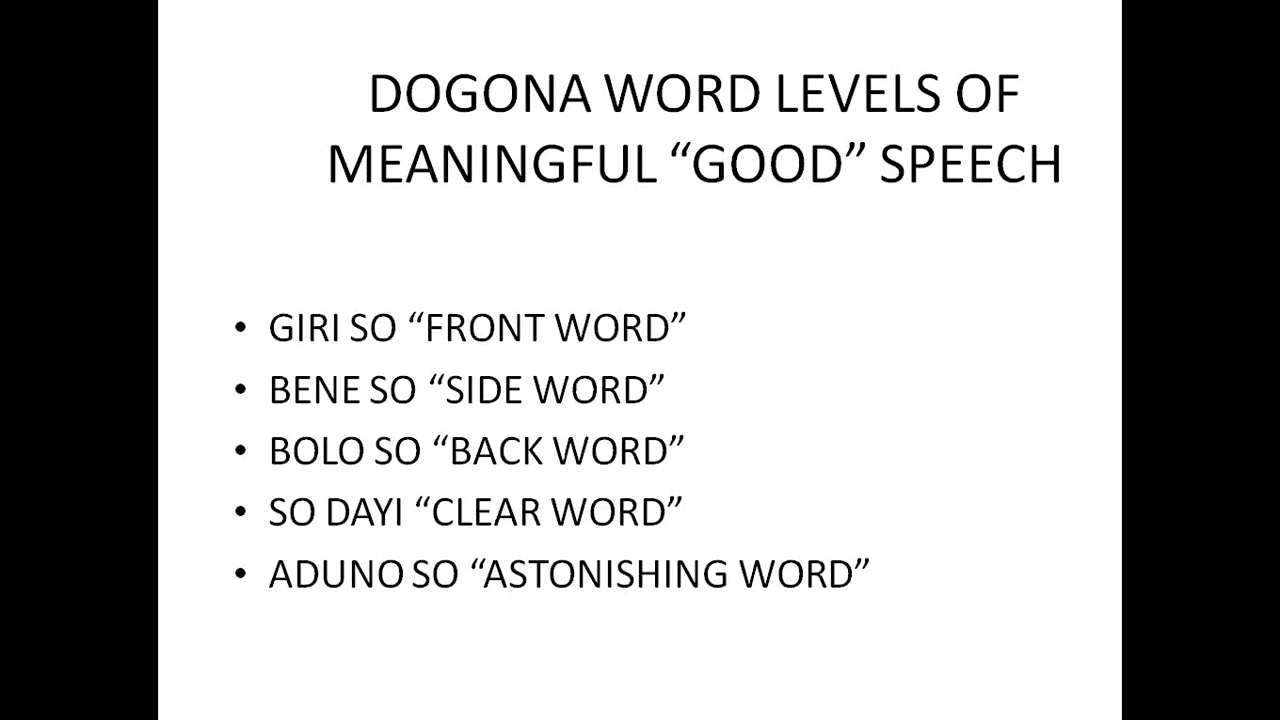 DOGONA WORD LEVELS OF
MEANINGFUL “GOOD” SPEECH
• GIRI SO “FRONT WORD”
• BENE SO “SIDE WORD”
• BOLO SO “BACK WORD”
• SO DAYI “CLEAR WORD”
• ADUNO SO “ASTONISHING WORD”